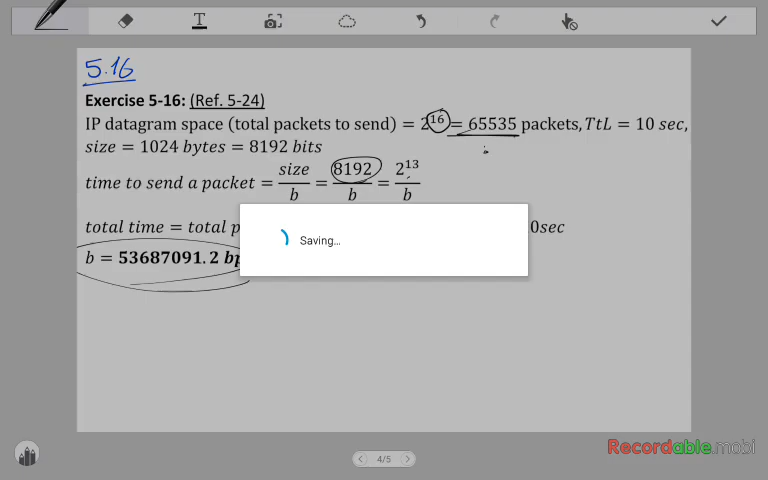 T
5.16
Exercise 5-16: (Ref. 5-24)
IP datagram space (total packets to send) = 2^16 = 65535 packets, TtL = 10 sec,
size = 1024 bytes = 8192 bits
time to send a packet = size/b = 8192/b = 2^13/b
total time = total p 0sec
b = 53687091.2 bp
Saving...
4/5
Recordable.mobi